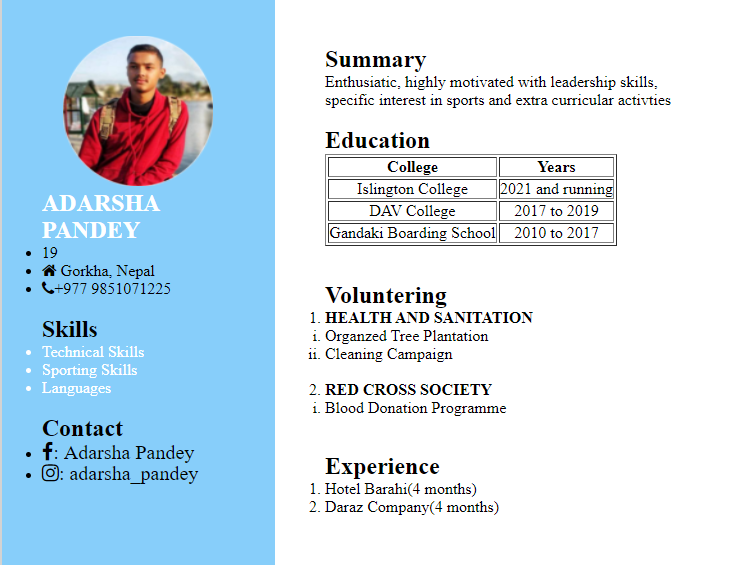 ADARSHA
PANDEY
19
Gorkha, Nepal
+977 9851071225
Skills
Technical Skills
Sporting Skills
Languages
Contact
: Adarsha Pandey
: adarsha_pandey
Summary
Enthusiatic, highly motivated with leadership skills,
specific interest in sports and extra curricular activties
Education
College Years
Islington College 2021 and running
DAV College 2017 to 2019
Gandaki Boarding School 2010 to 2017
Voluntering
1. HEALTH AND SANITATION
i. Organzed Tree Plantation
ii. Cleaning Campaign
2. RED CROSS SOCIETY
i. Blood Donation Programme
Experience
1. Hotel Barahi(4 months)
2. Daraz Company(4 months)